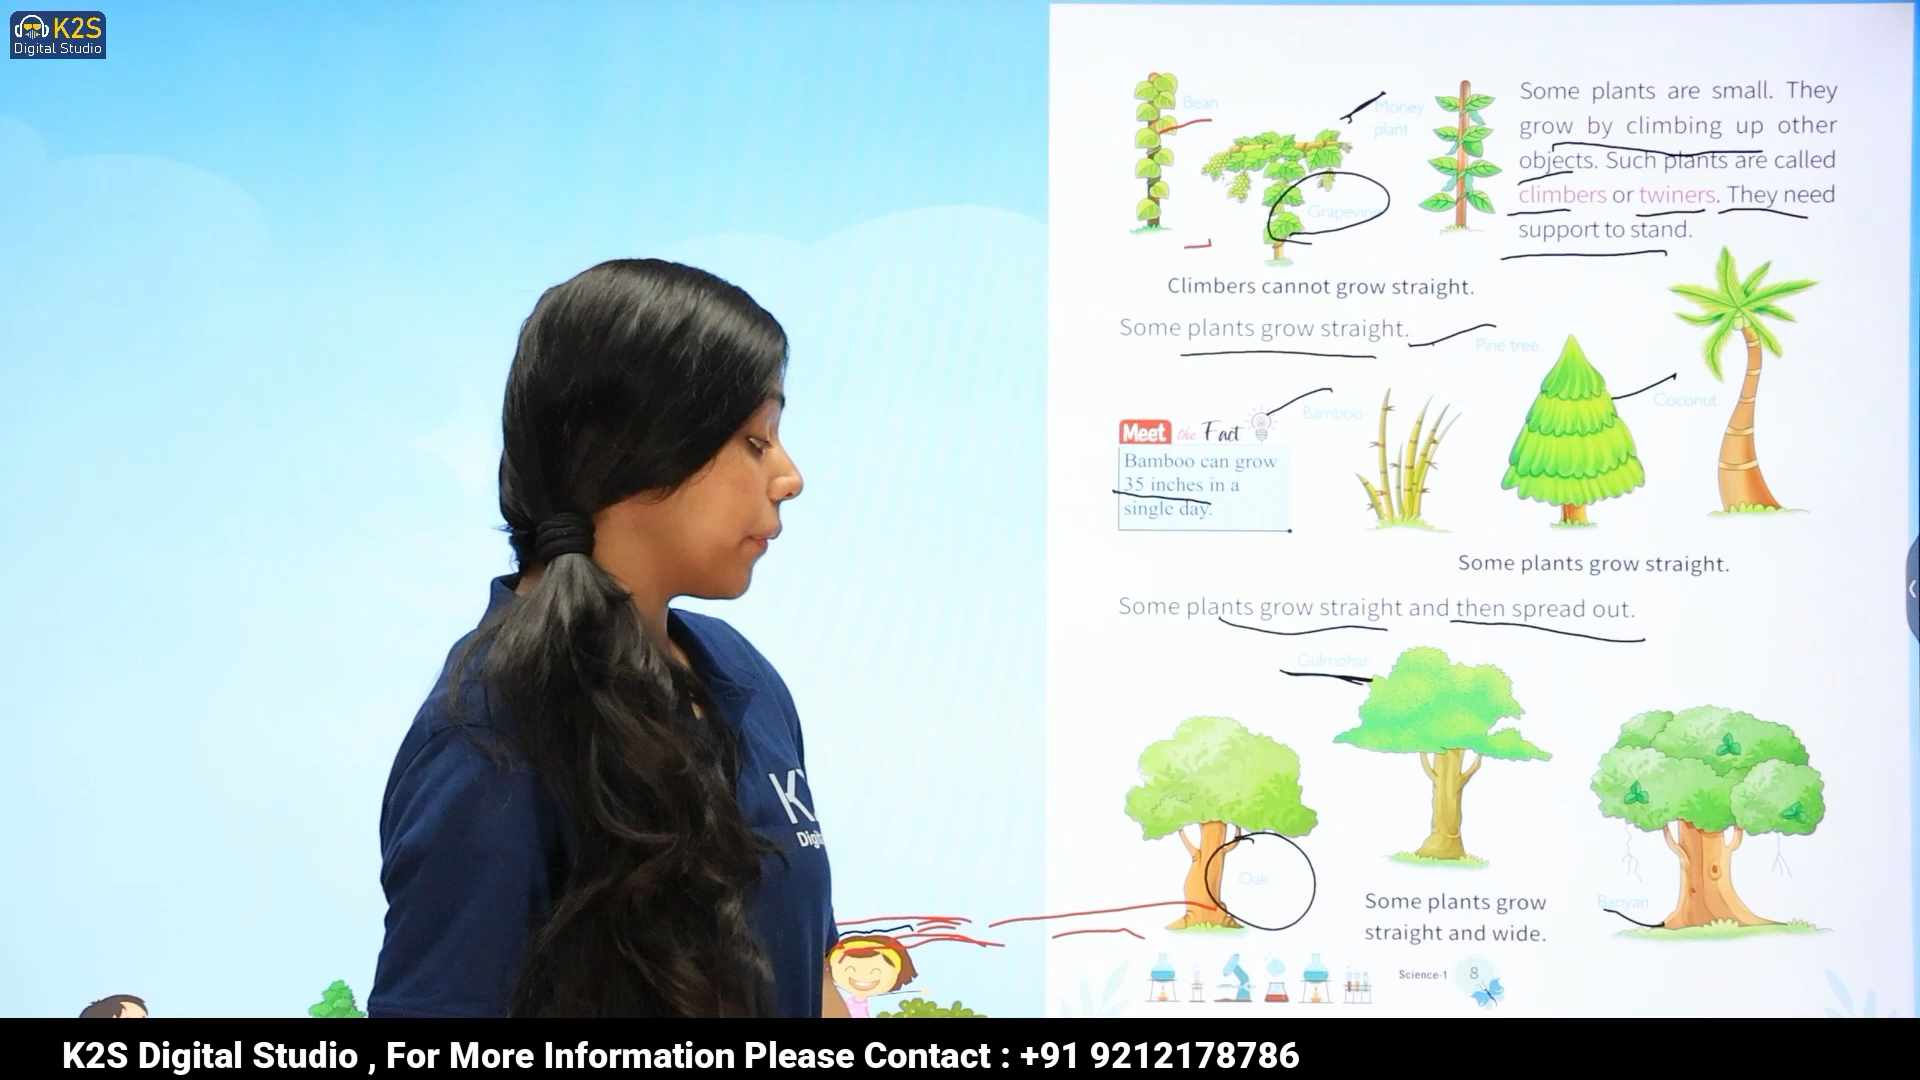 K2S
Digital Studio
Bean
Money
plant
Grapevine
Some plants are small. They
grow by climbing up other
objects. Such plants are called
climbers or twiners. They need
support to stand.
Climbers cannot grow straight.
Some plants grow straight.
Pine tree
Coconut
Bamboo
Meet the Fact
Bamboo can grow
35 inches in a
single day.
Some plants grow straight.
Some plants grow straight and then spread out.
Gulmohar
Oak
Banyan
Some plants grow
straight and wide.
Science-1 8
K2S Digital Studio , For More Information Please Contact : +91 9212178786